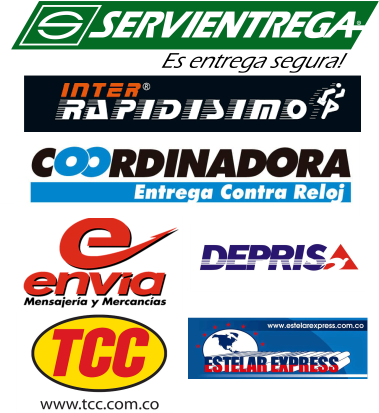 SERVIENTREGA®
Es entrega segura!
INTER®
RAPIDISIMO
COORDINADORA
Entrega Contra Reloj
e
envía
Mensajería y Mercancías
DEPRISA
TCC
www.tcc.com.co
www.estelarexpress.com.co
ESTELAR EXPRESS